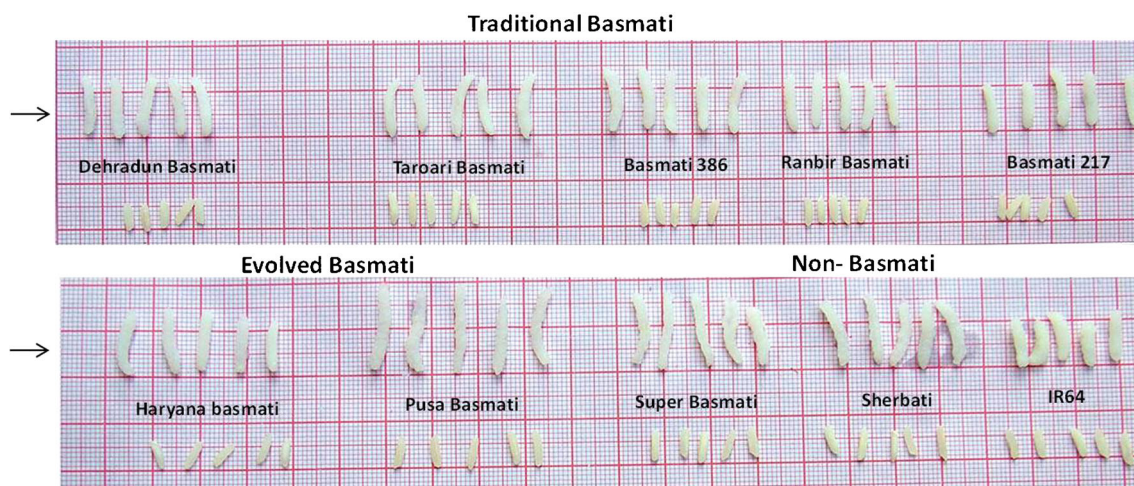 Traditional Basmati
Dehradun Basmati
Taroari Basmati
Basmati 386
Ranbir Basmati
Basmati 217
Evolved Basmati
Non- Basmati
Haryana basmati
Pusa Basmati
Super Basmati
Sherbati
IR64